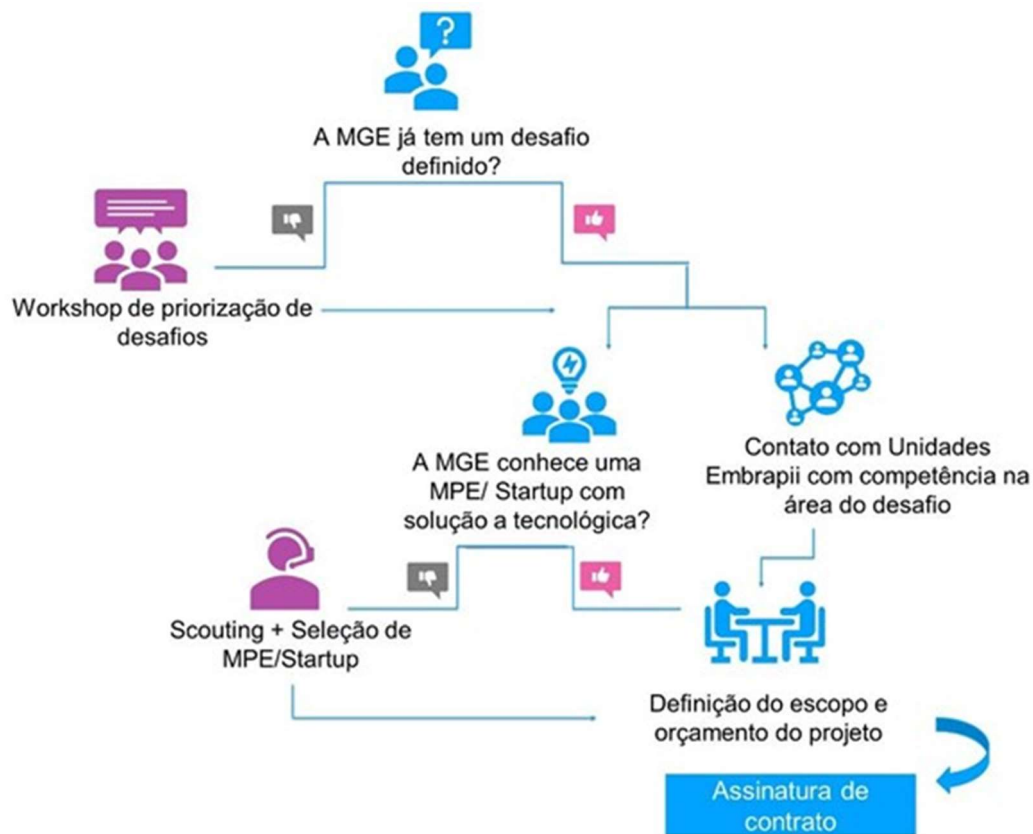 ?
A MGE já tem um desafio
definido?
Workshop de priorização de
desafios
A MGE conhece uma
MPE/ Startup com
solução a tecnológica?
Contato com Unidades
Embrapii com competência na
área do desafio
Scouting + Seleção de
MPE/Startup
Definição do escopo e
orçamento do projeto
Assinatura de
contrato